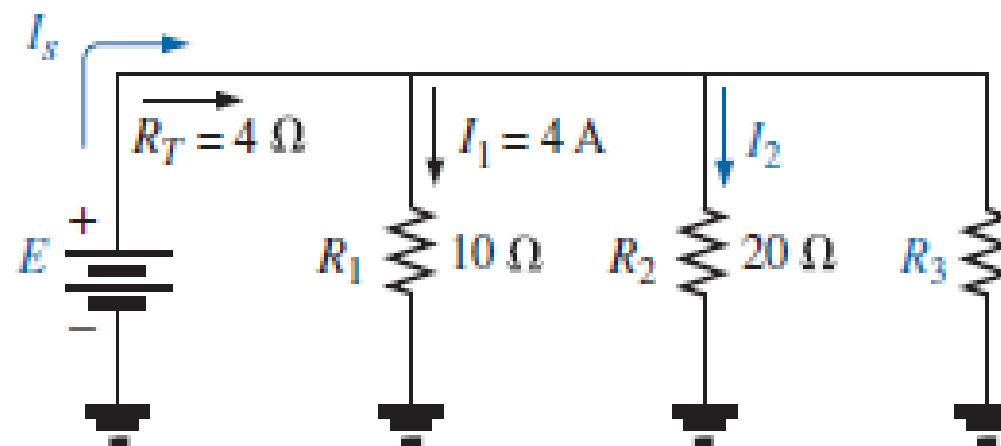 I_s
R_T = 4 Ω
I_1 = 4 A
I_2
+
E
R_1
10 Ω
R_2
20 Ω
R_3
−